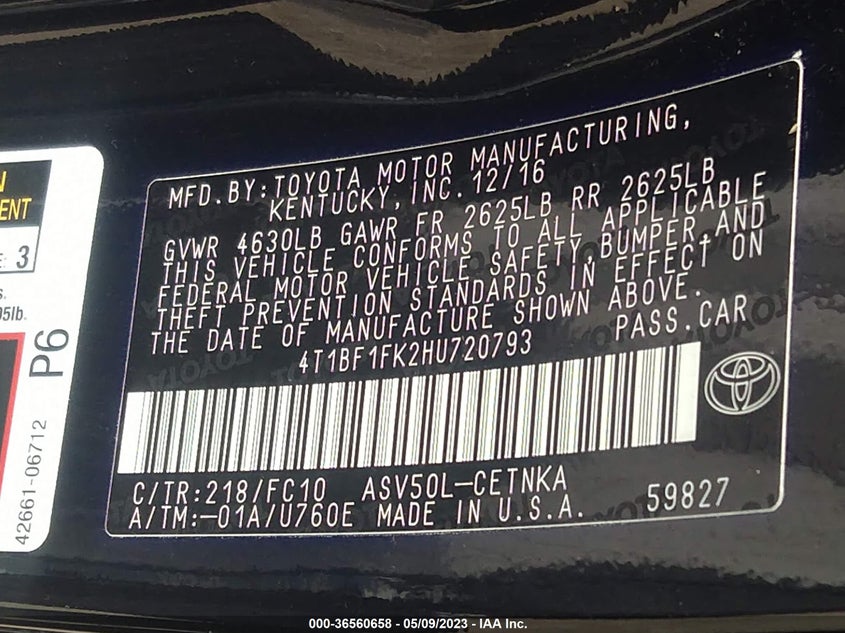 N
ENT
E: 3
s.
95lb.
P6
42661-06712
MFD.BY:TOYOTA MOTOR MANUFACTURING,
KENTUCKY,INC. 12/16
GVWR 4630LB GAWR FR 2625LB RR 2625LB
THIS VEHICLE CONFORMS TO ALL APPLICABLE
FEDERAL MOTOR VEHICLE SAFETY,BUMPER,AND
THEFT PREVENTION STANDARDS IN EFFECT ON
THE DATE OF MANUFACTURE SHOWN ABOVE.
4T1BF1FK2HU720793 PASS.CAR
C/TR:218/FC10 ASV50L-CETNKA
A/TM:-01A/U760E MADE IN U.S.A. 59827
000-36560658 - 05/09/2023 - IAA Inc.